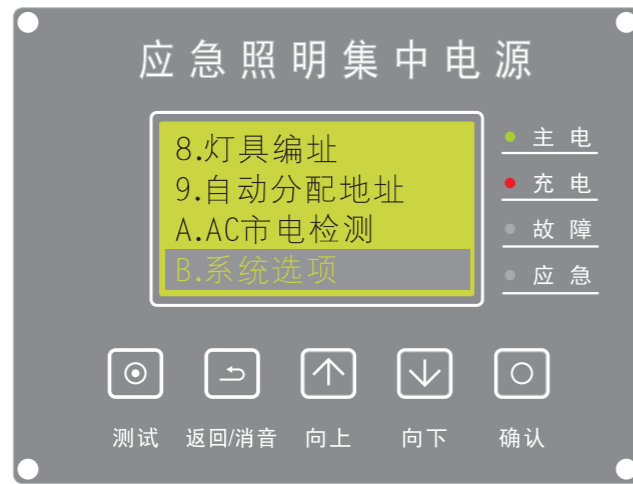 应急照明集中电源
8.灯具编址
9.自动分配地址
A.AC市电检测
B.系统选项
主电
充电
故障
应急
测试 返回/消音 向上 向下 确认